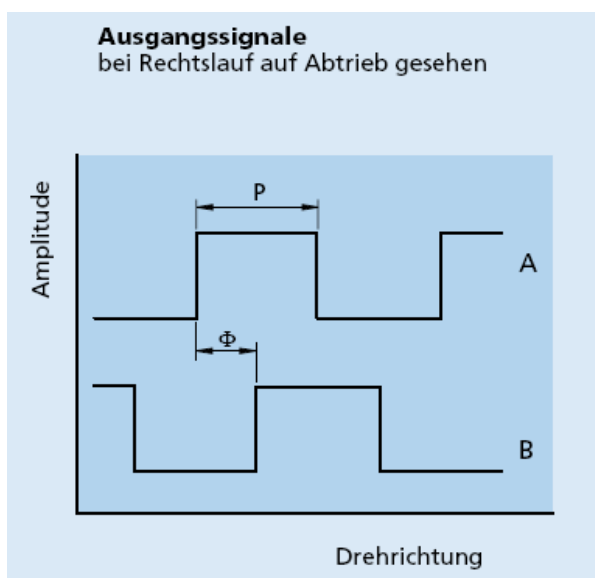 Ausgangssignale
bei Rechtslauf auf Abtrieb gesehen
Amplitude
P
A
Φ
B
Drehrichtung